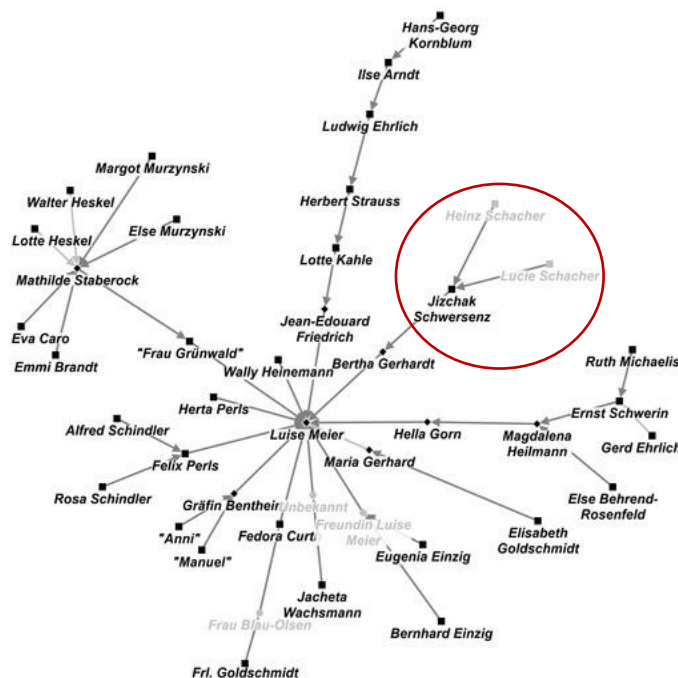 Hans-Georg
Kornblum
Ilse Arndt
Ludwig Ehrlich
Margot Murzynski
Walter Heskel
Herbert Strauss
Heinz Schacher
Else Murzynski
Lotte Heskel
Lotte Kahle
Lucie Schacher
Mathilde Staberock
Jizchak
Schwersenz
Jean-Edouard
Friedrich
Eva Caro
"Frau Grünwald"
Bertha Gerhardt
Ruth Michaelis
Emmi Brandt
Wally Heinemann
Herta Perls
Ernst Schwerin
Alfred Schindler
Luise Meier
Hella Gorn
Magdalena
Heilmann
Gerd Ehrlich
Felix Perls
Maria Gerhard
Rosa Schindler
Gräfin Bentheim
Unbekannt
Else Behrend-
Rosenfeld
Freundin Luise
Meier
Elisabeth
Goldschmidt
"Anni"
Fedora Curth
"Manuel"
Eugenia Einzig
Jacheta
Wachsmann
Frau Blau-Olsen
Bernhard Einzig
Frl. Goldschmidt